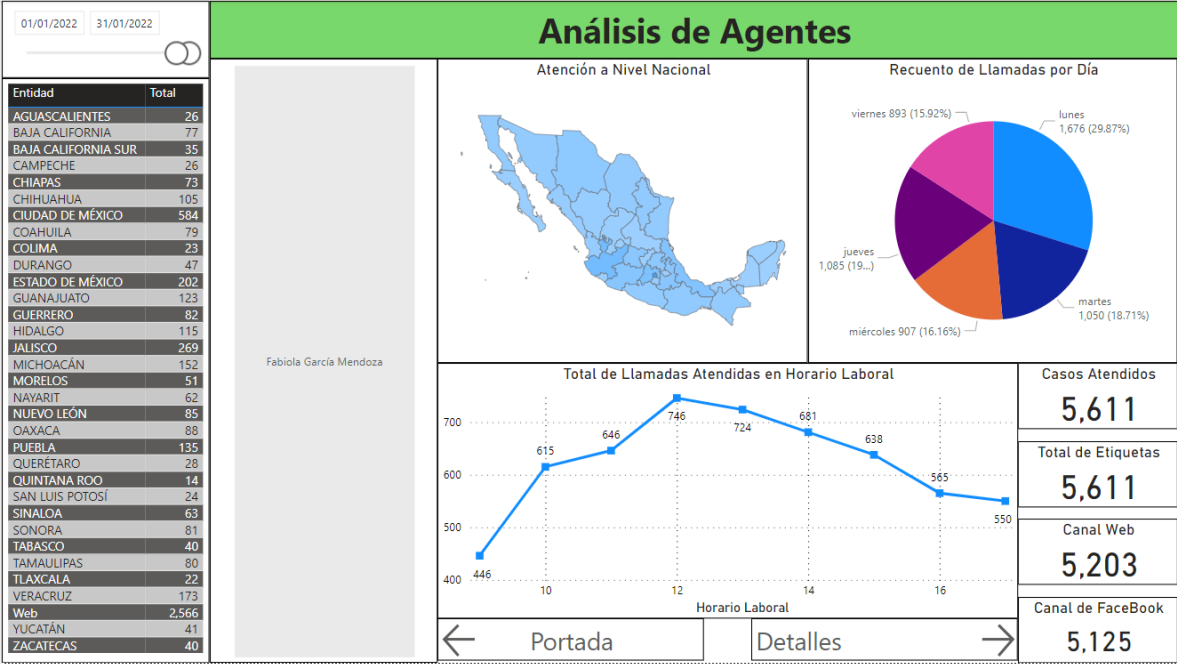 01/01/2022 31/01/2022
Análisis de Agentes
Entidad Total
AGUASCALIENTES 26
BAJA CALIFORNIA 77
BAJA CALIFORNIA SUR 35
CAMPECHE 26
CHIAPAS 73
CHIHUAHUA 105
CIUDAD DE MÉXICO 584
COAHUILA 79
COLIMA 23
DURANGO 47
ESTADO DE MÉXICO 202
GUANAJUATO 123
GUERRERO 82
HIDALGO 115
JALISCO 269
MICHOACÁN 152
MORELOS 51
NAYARIT 62
NUEVO LEÓN 85
OAXACA 88
PUEBLA 135
QUERÉTARO 28
QUINTANA ROO 14
SAN LUIS POTOSÍ 24
SINALOA 63
SONORA 81
TABASCO 40
TAMAULIPAS 80
TLAXCALA 22
VERACRUZ 173
Web 2,566
YUCATÁN 41
ZACATECAS 40
Fabiola García Mendoza
Atención a Nivel Nacional
Recuento de Llamadas por Día
viernes 893 (15.92%)
lunes
1,676 (29.87%)
jueves
1,085 (19...)
martes
1,050 (18.71%)
miércoles 907 (16.16%)
Total de Llamadas Atendidas en Horario Laboral
700
600
500
400
446
615
646
746
724
681
638
565
550
10 12 14 16
Horario Laboral
Casos Atendidos
5,611
Total de Etiquetas
5,611
Canal Web
5,203
Canal de FaceBook
5,125
Portada
Detalles